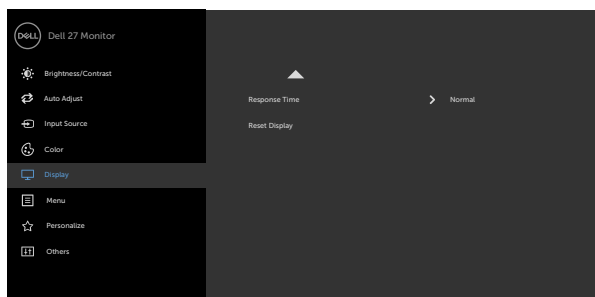 DELL Dell 27 Monitor
Brightness/Contrast
Auto Adjust
Response Time Normal
Input Source
Reset Display
Color
Display
Menu
Personalize
Others